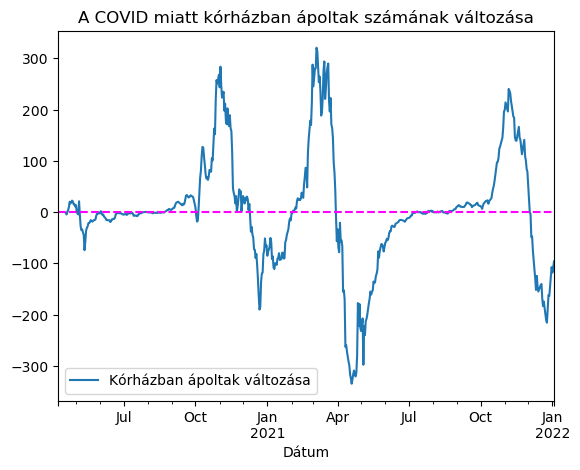 A COVID miatt kórházban ápoltak számának változása
300
200
100
0
−100
−200
−300
Kórházban ápoltak változása
Jul Oct Jan Apr Jul Oct Jan
2021 2022
Dátum